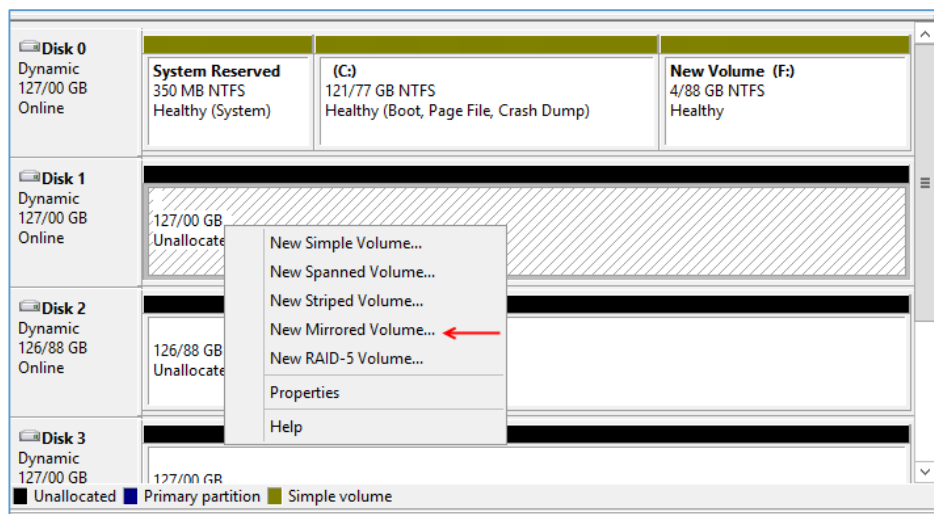 Disk 0
Dynamic
127/00 GB
Online
System Reserved
350 MB NTFS
Healthy (System)
(C:)
121/77 GB NTFS
Healthy (Boot, Page File, Crash Dump)
New Volume (F:)
4/88 GB NTFS
Healthy
Disk 1
Dynamic
127/00 GB
Online
127/00 GB
Unallocate
New Simple Volume...
New Spanned Volume...
New Striped Volume...
New Mirrored Volume...
New RAID-5 Volume...
Properties
Help
Disk 2
Dynamic
126/88 GB
Online
126/88 GB
Unallocate
Disk 3
Dynamic
127/00 GB
127/00 GB
Unallocated Primary partition Simple volume